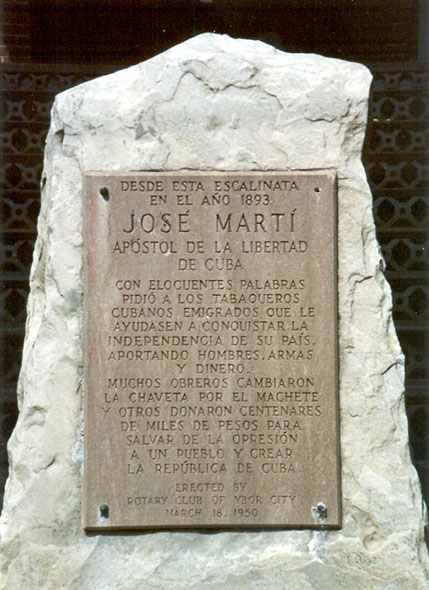 DESDE ESTA ESCALINATA
EN EL AÑO 1893
JOSÉ MARTÍ
APÓSTOL DE LA LIBERTAD
DE CUBA
CON ELOCUENTES PALABRAS
PIDIÓ A LOS TABAQUEROS
CUBANOS EMIGRADOS QUE LE
AYUDASEN A CONQUISTAR LA
INDEPENDENCIA DE SU PAÍS.
APORTANDO HOMBRES, ARMAS
Y DINERO.
MUCHOS OBREROS CAMBIARON
LA CHAVETA POR EL MACHETE
Y OTROS DONARON CENTENARES
DE MILES DE PESOS PARA
SALVAR DE LA OPRESIÓN
A UN PUEBLO Y CREAR
LA REPÚBLICA DE CUBA
ERECTED BY
ROTARY CLUB OF YBOR CITY
MARCH 18, 1950